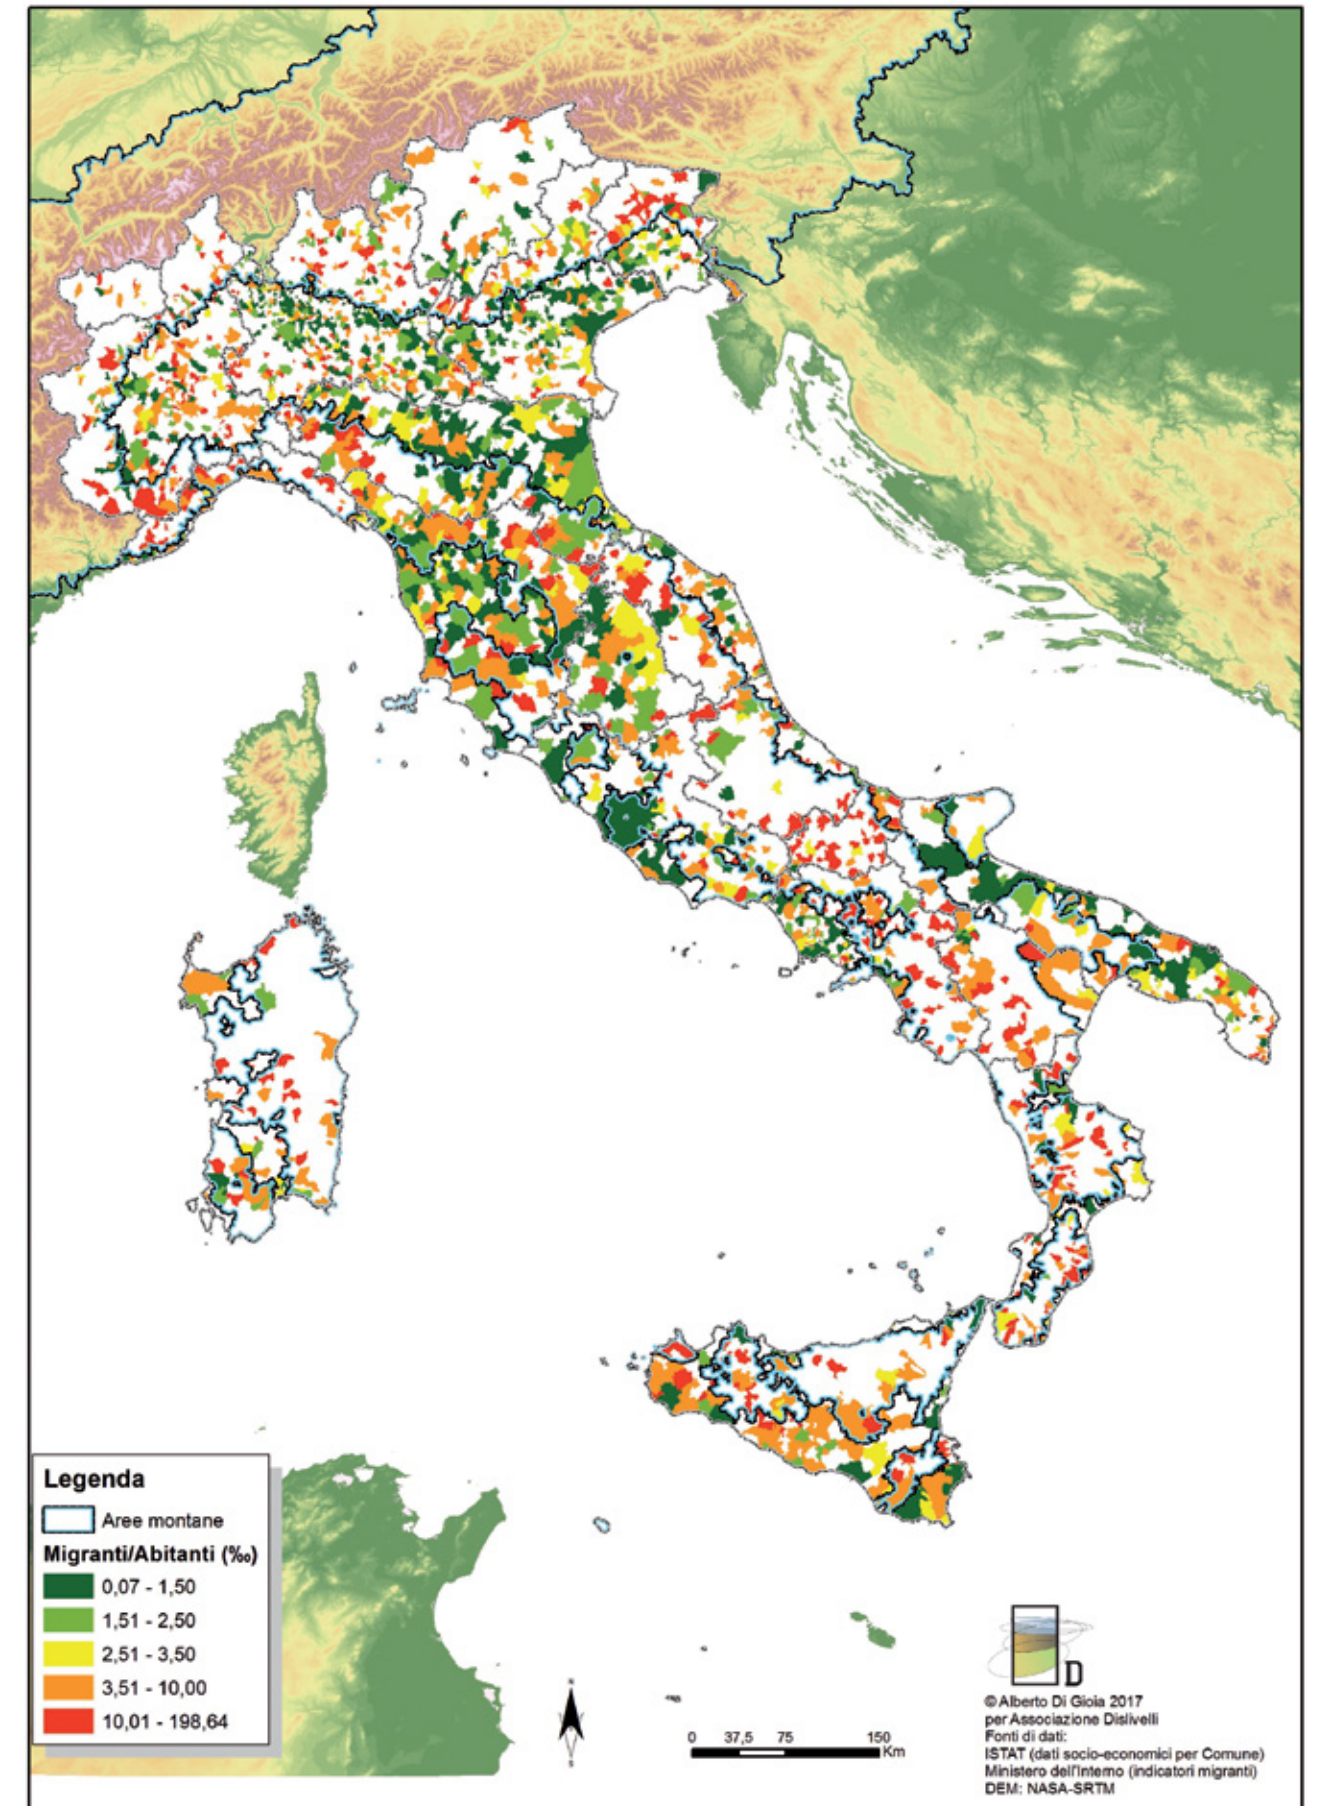 Legenda
Aree montane
Migranti/Abitanti (‰)
0,07 - 1,50
1,51 - 2,50
2,51 - 3,50
3,51 - 10,00
10,01 - 198,64
N
S
0 37,5 75 150
Km
D
© Alberto Di Gioia 2017
per Associazione Dislivelli
Fonti di dati:
ISTAT (dati socio-economici per Comune)
Ministero dell'Interno (indicatori migranti)
DEM: NASA-SRTM